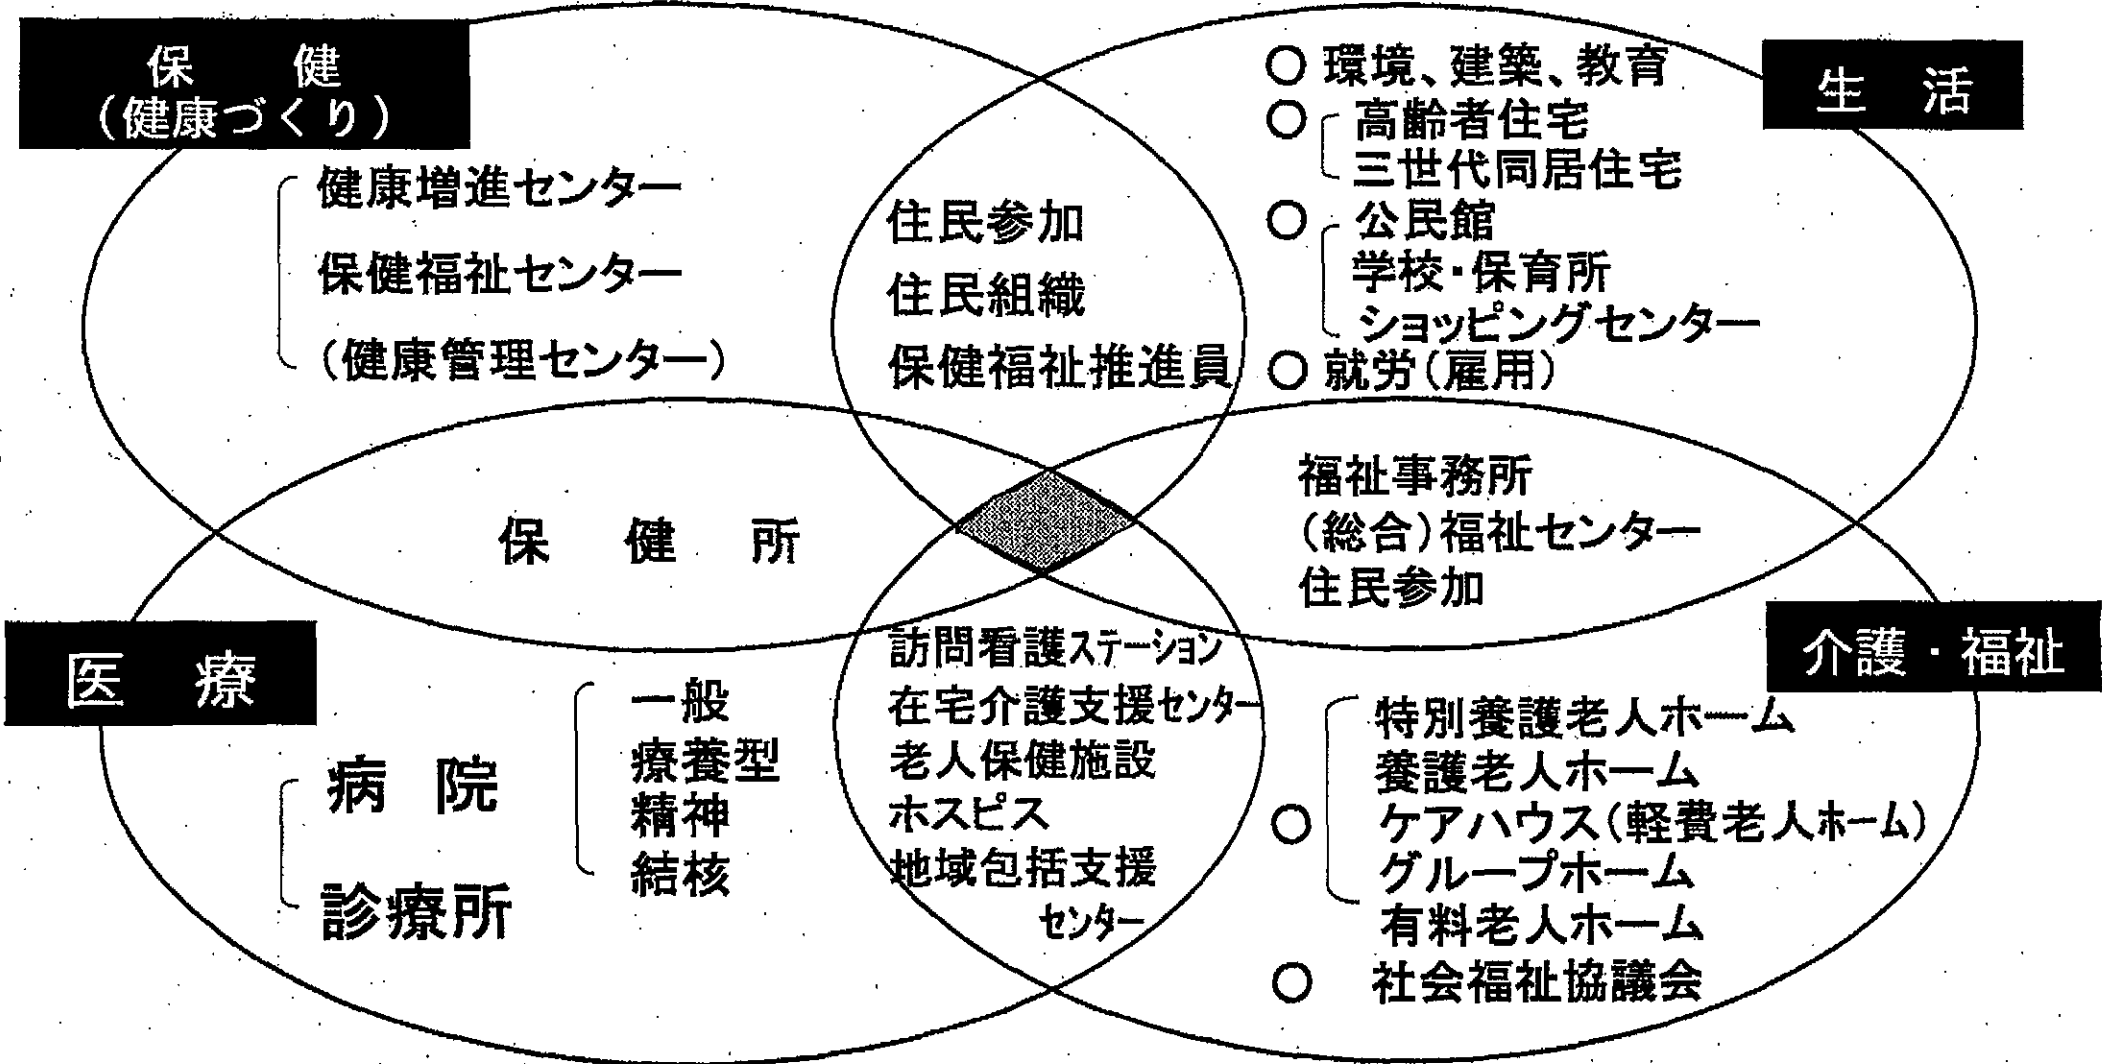 保　健
（健康づくり）
健康増進センター
保健福祉センター
（健康管理センター）
住民参加
住民組織
保健福祉推進員
生　活
○ 環境、建築、教育
○ 高齢者住宅
三世代同居住宅
○ 公民館
学校・保育所
ショッピングセンター
○ 就労（雇用）
保　健　所
福祉事務所
（総合）福祉センター
住民参加
医　療
病　院
診療所
一般
療養型
精神
結核
訪問看護ステーション
在宅介護支援センター
老人保健施設
ホスピス
地域包括支援
センター
介護・福祉
特別養護老人ホーム
養護老人ホーム
○ ケアハウス（軽費老人ホーム）
グループホーム
有料老人ホーム
○ 社会福祉協議会